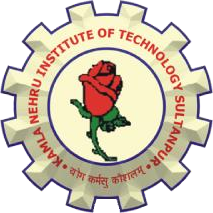 • KAMLA NEHRU INSTITUTE OF TECHNOLOGY SULTANPUR •
योगः कर्मसु कौशलम्